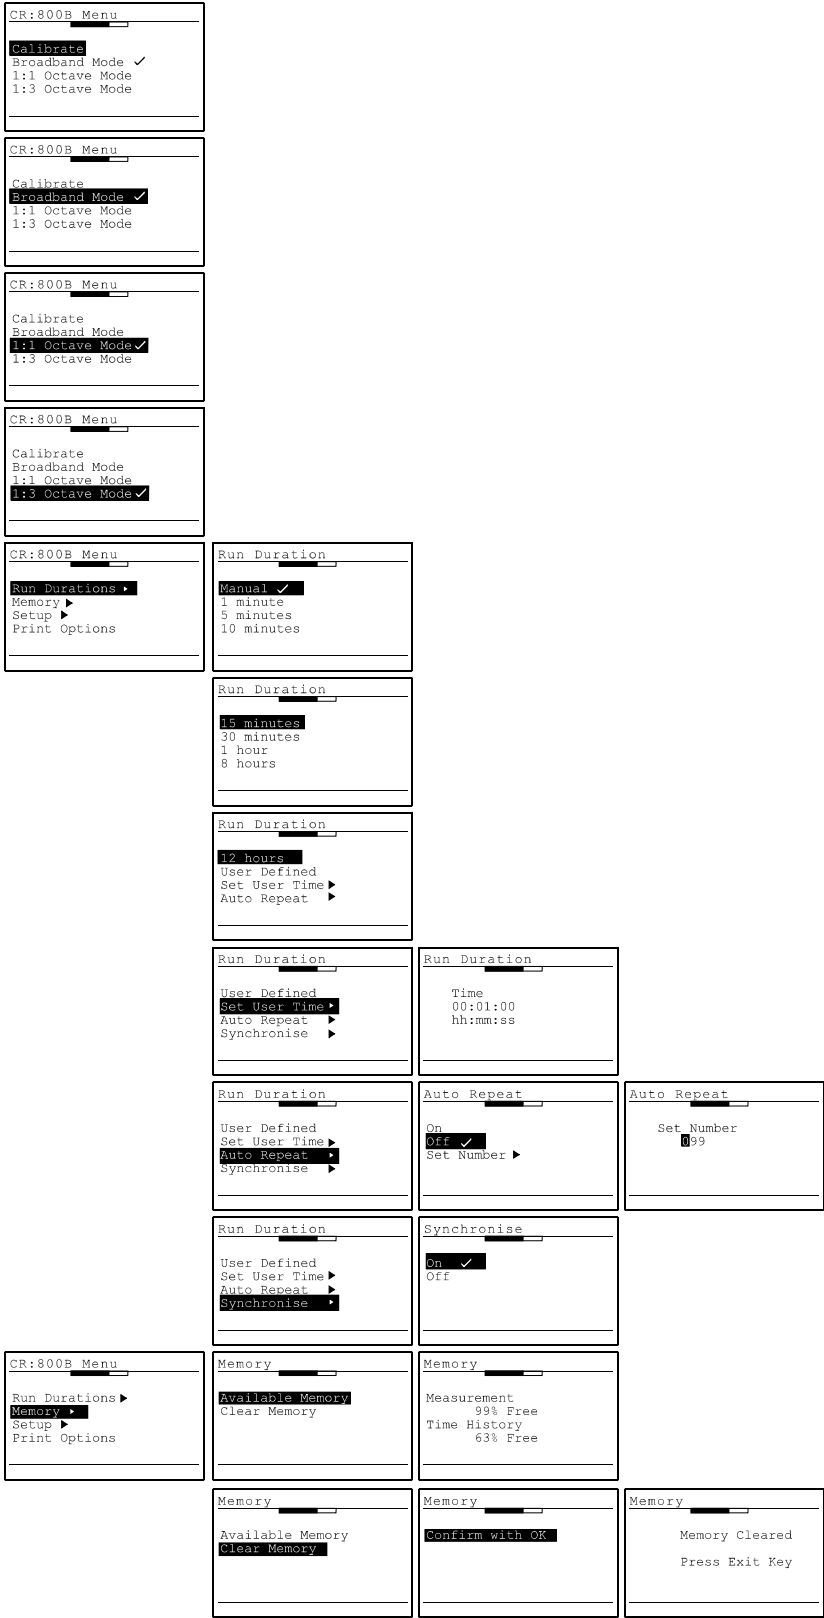 CR:800B Menu
Calibrate
Broadband Mode ✓
1:1 Octave Mode
1:3 Octave Mode
CR:800B Menu
Calibrate
Broadband Mode ✓
1:1 Octave Mode
1:3 Octave Mode
CR:800B Menu
Calibrate
Broadband Mode
1:1 Octave Mode ✓
1:3 Octave Mode
CR:800B Menu
Calibrate
Broadband Mode
1:1 Octave Mode
1:3 Octave Mode ✓
CR:800B Menu
Run Durations ▶
Memory ▶
Setup ▶
Print Options
Run Duration
Manual ✓
1 minute
5 minutes
10 minutes
Run Duration
15 minutes
30 minutes
1 hour
8 hours
Run Duration
12 hours
User Defined
Set User Time ▶
Auto Repeat ▶
Run Duration
User Defined
Set User Time ▶
Auto Repeat ▶
Synchronise ▶
Run Duration
Time
00:01:00
hh:mm:ss
Run Duration
User Defined
Set User Time ▶
Auto Repeat ▶
Synchronise ▶
Auto Repeat
On
Off ✓
Set Number ▶
Auto Repeat
Set Number
099
Run Duration
User Defined
Set User Time ▶
Auto Repeat ▶
Synchronise ▶
Synchronise
On ✓
Off
CR:800B Menu
Run Durations ▶
Memory ▶
Setup ▶
Print Options
Memory
Available Memory
Clear Memory
Memory
Measurement
99% Free
Time History
63% Free
Memory
Available Memory
Clear Memory
Memory
Confirm with OK
Memory
Memory Cleared
Press Exit Key